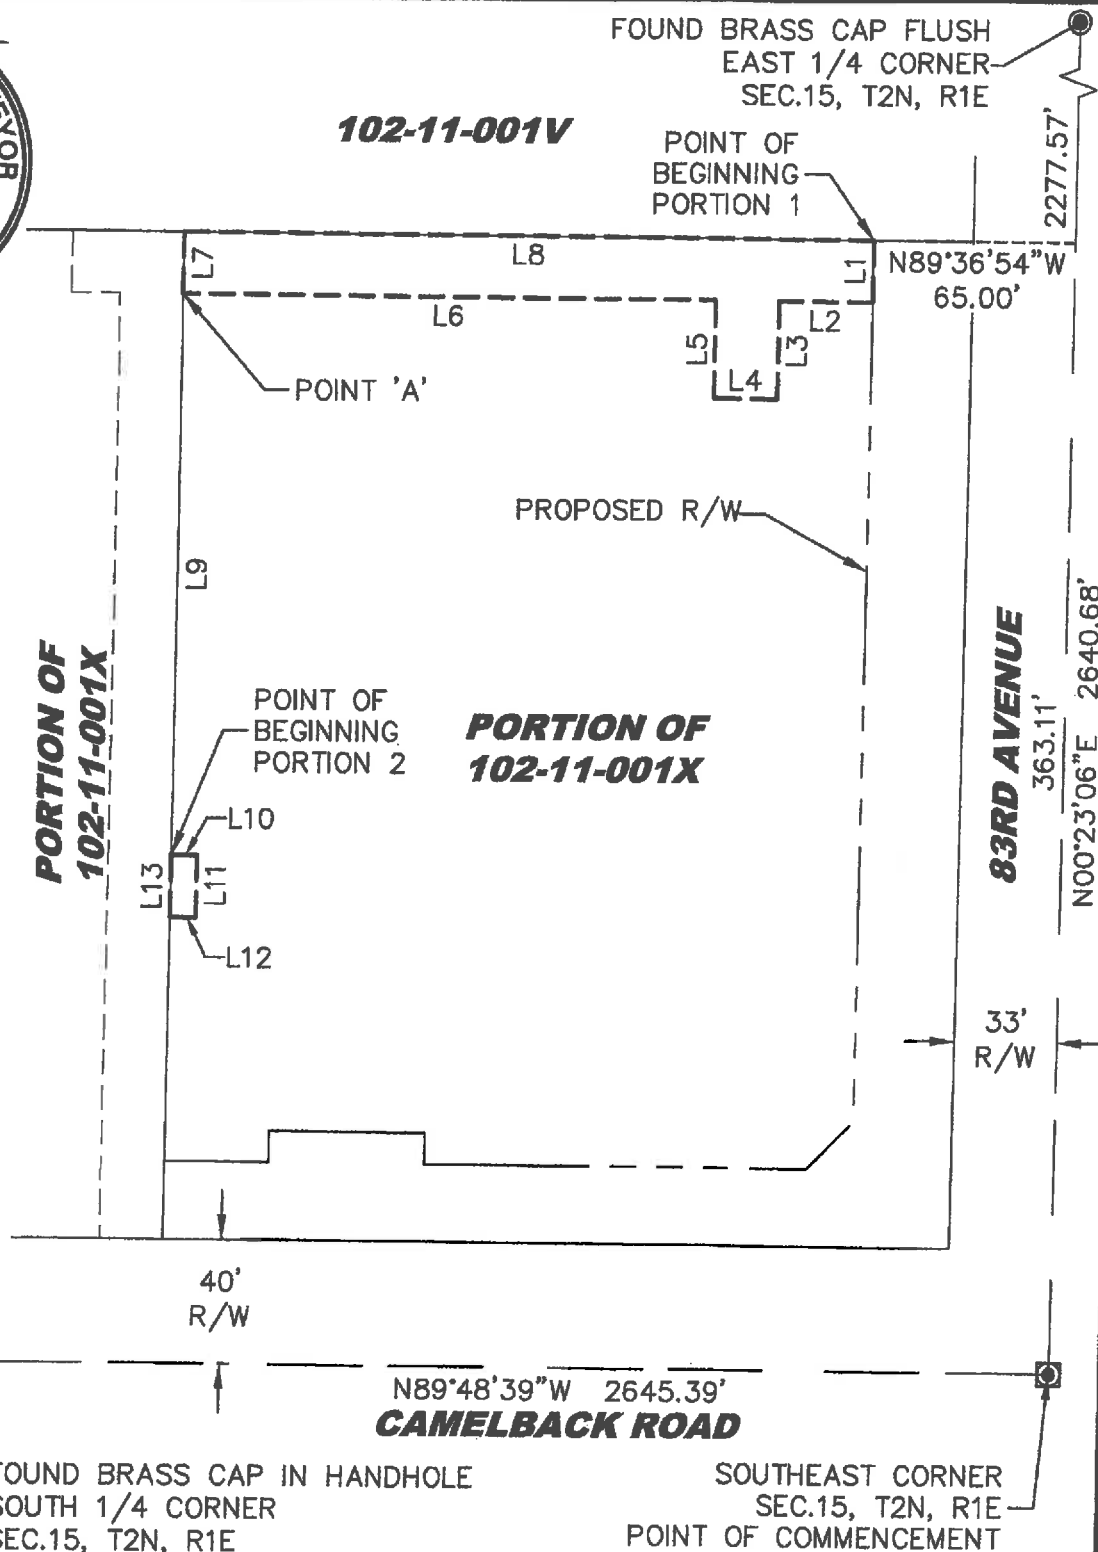 FOUND BRASS CAP FLUSH
EAST 1/4 CORNER
SEC.15, T2N, R1E
2277.57'
102-11-001V
POINT OF
BEGINNING
PORTION 1
L7
L8
L1
N89°36'54"W
65.00'
L6
L5
L4
L3
L2
POINT 'A'
PROPOSED R/W
L9
PORTION OF
102-11-001X
POINT OF
BEGINNING
PORTION 2
PORTION OF
102-11-001X
83RD AVENUE
363.11'
N00°23'06"E 2640.68'
L10
L13
L11
L12
33'
R/W
40'
R/W
N89°48'39"W 2645.39'
CAMELBACK ROAD
FOUND BRASS CAP IN HANDHOLE
SOUTH 1/4 CORNER
SEC.15, T2N, R1E
SOUTHEAST CORNER
SEC.15, T2N, R1E
POINT OF COMMENCEMENT